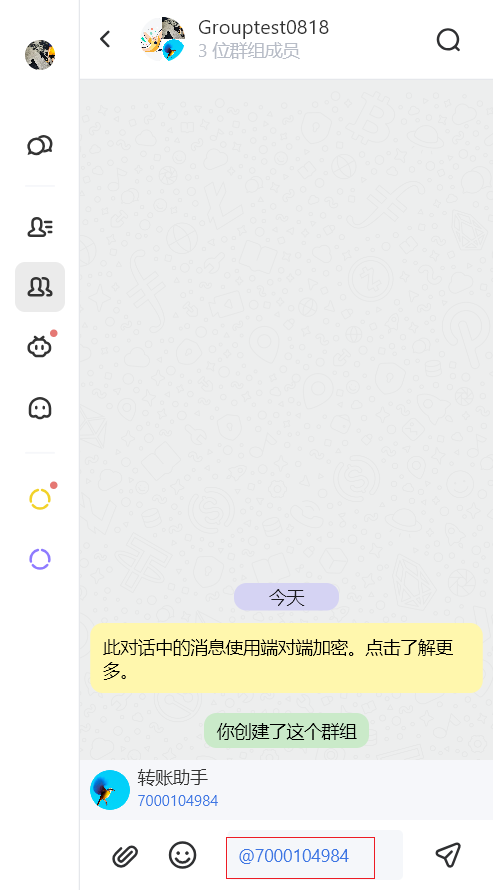 Grouptest0818
3 位群组成员
今天
此对话中的消息使用端对端加密。点击了解更
多。
你创建了这个群组
转账助手
7000104984
@7000104984